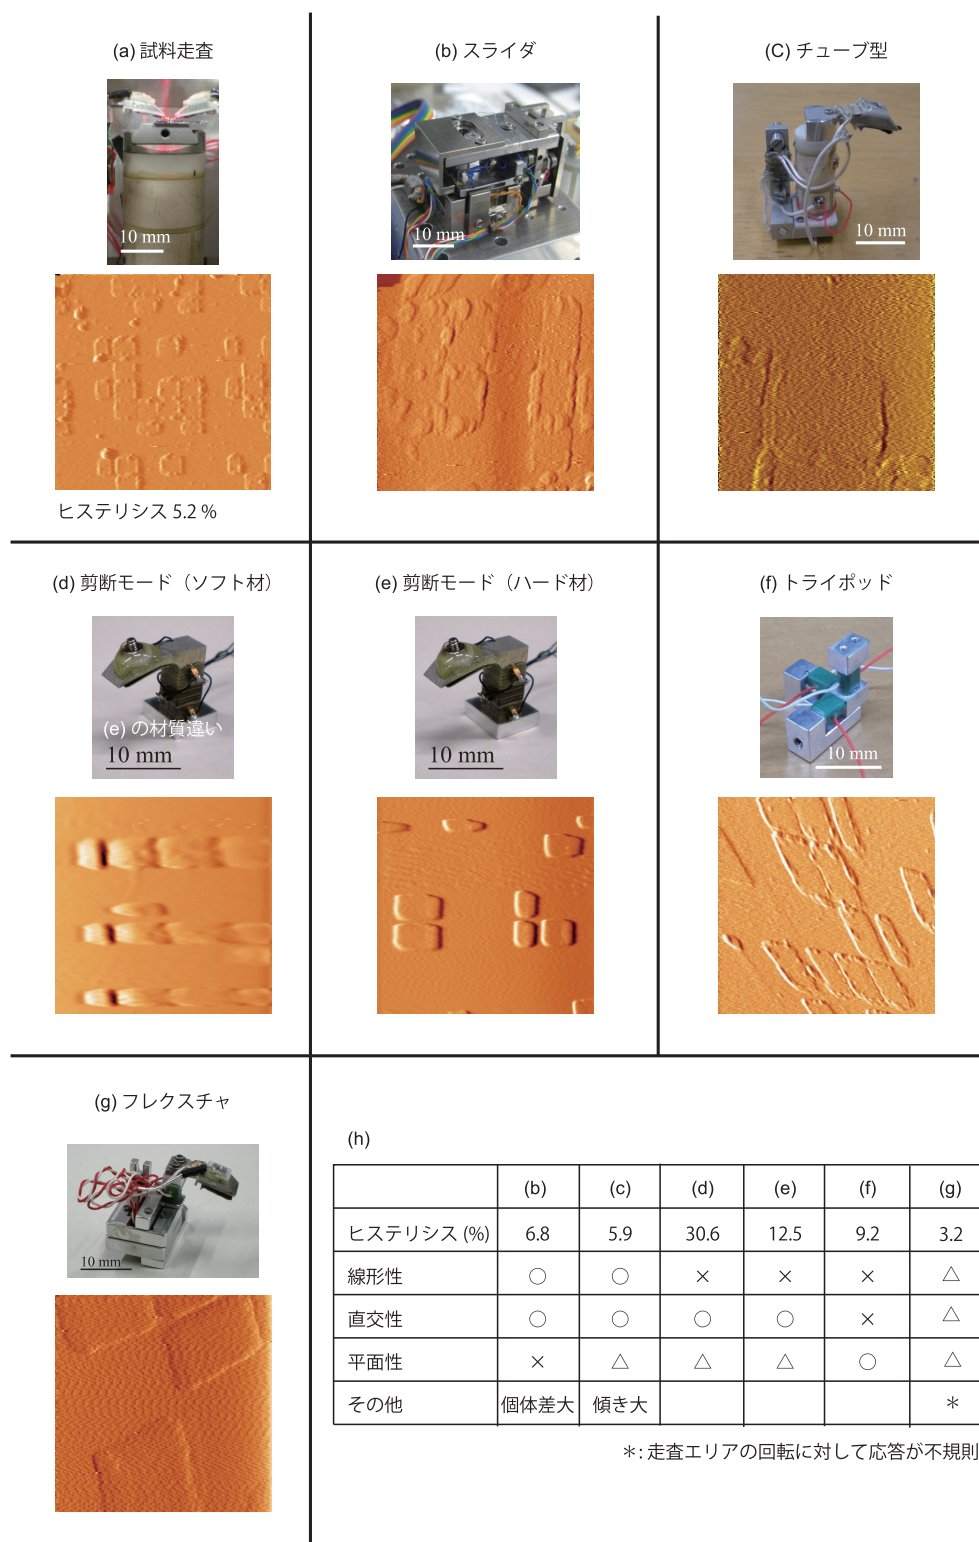 (a) 試料走査
(b) スライダ
(C) チューブ型
10 mm
10 mm
10 mm
ヒステリシス 5.2 %
(d) 剪断モード（ソフト材）
(e) 剪断モード（ハード材）
(f) トライポッド
(e) の材質違い
10 mm
10 mm
10 mm
(g) フレクスチャ
10 mm
(h)
(b) (c) (d) (e) (f) (g)
ヒステリシス (%) 6.8 5.9 30.6 12.5 9.2 3.2
線形性 ○ ○ × × × △
直交性 ○ ○ ○ ○ × △
平面性 × △ △ △ ○ △
その他 個体差大 傾き大 ＊
＊: 走査エリアの回転に対して応答が不規則